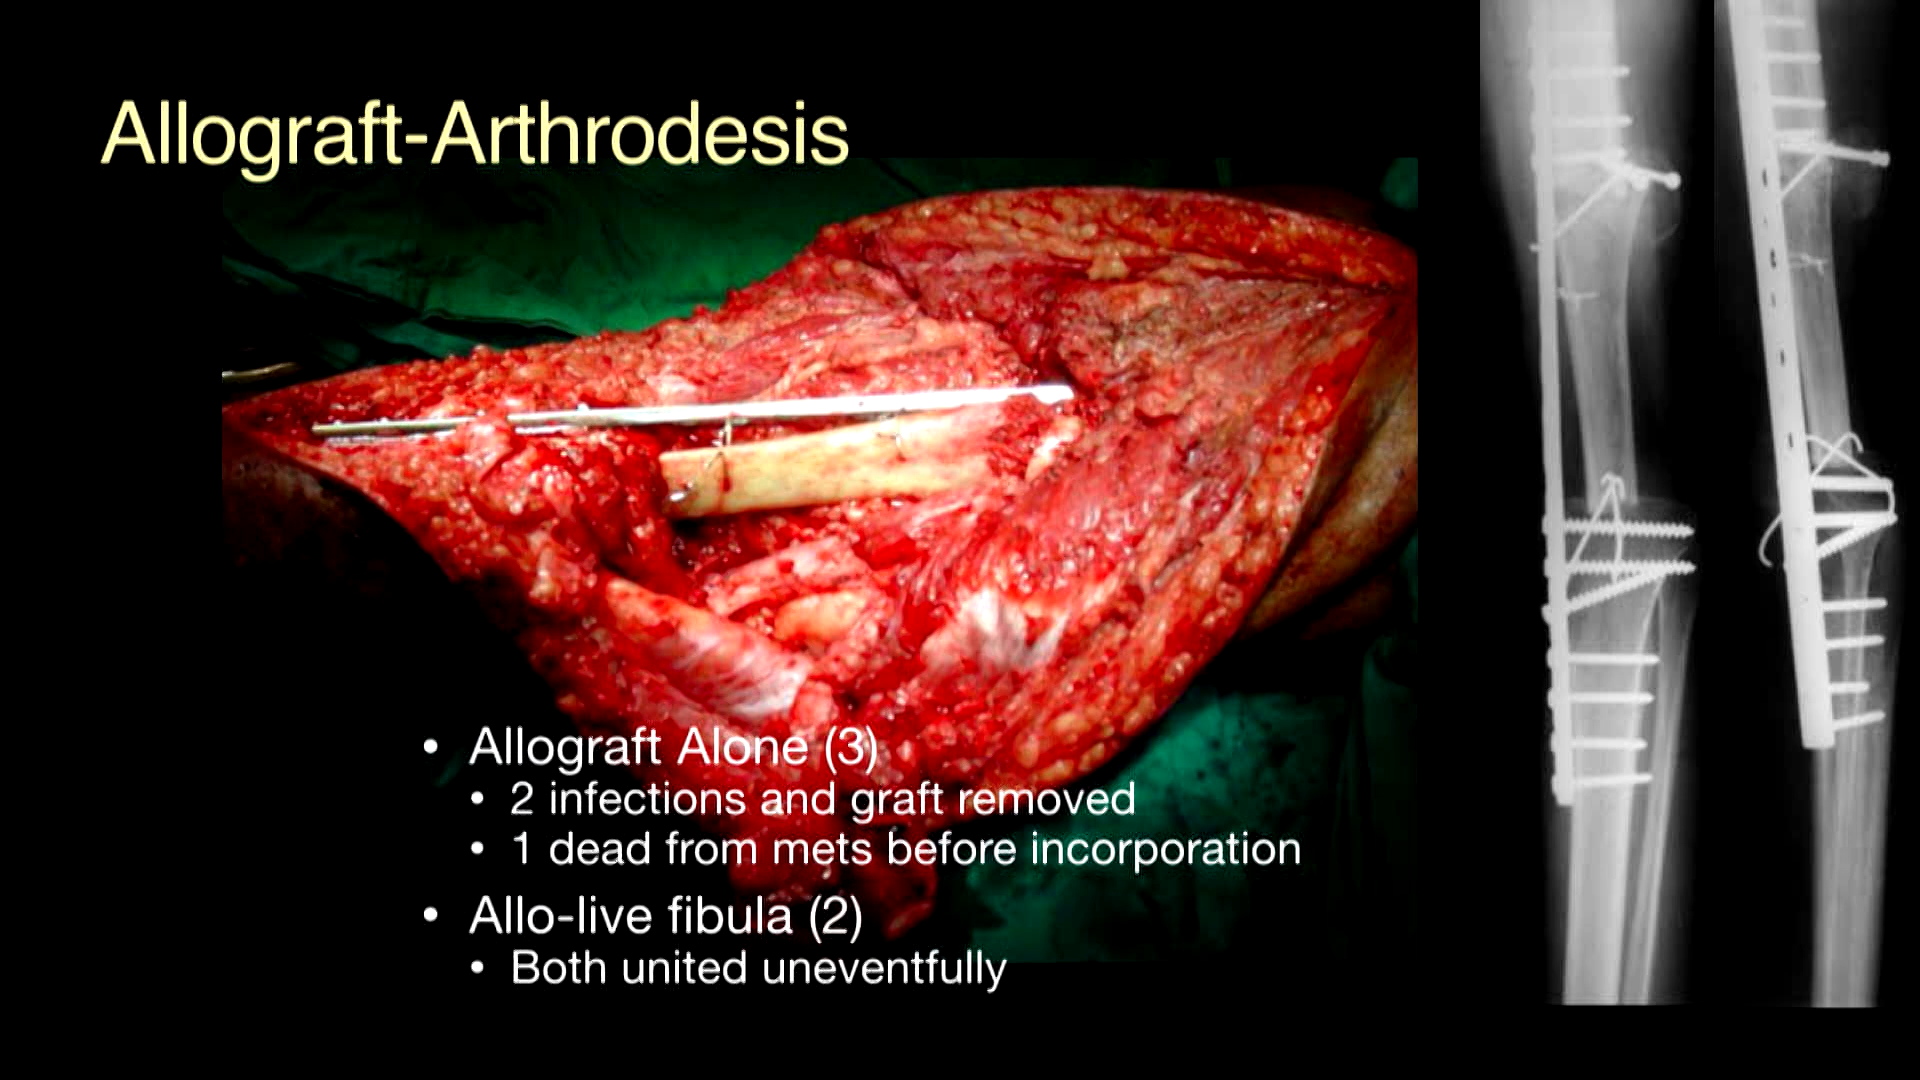 Allograft-Arthrodesis
• Allograft Alone (3)
• 2 infections and graft removed
• 1 dead from mets before incorporation
• Allo-live fibula (2)
• Both united uneventfully